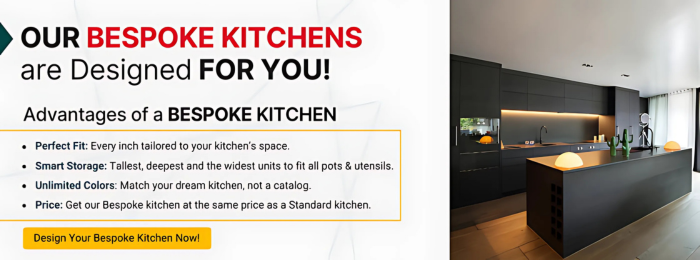 OUR BESPOKE KITCHENS
are Designed FOR YOU!
Advantages of a BESPOKE KITCHEN
• Perfect Fit: Every inch tailored to your kitchen's space.
• Smart Storage: Tallest, deepest and the widest units to fit all pots & utensils.
• Unlimited Colors: Match your dream kitchen, not a catalog.
• Price: Get our Bespoke kitchen at the same price as a Standard kitchen.
Design Your Bespoke Kitchen Now!